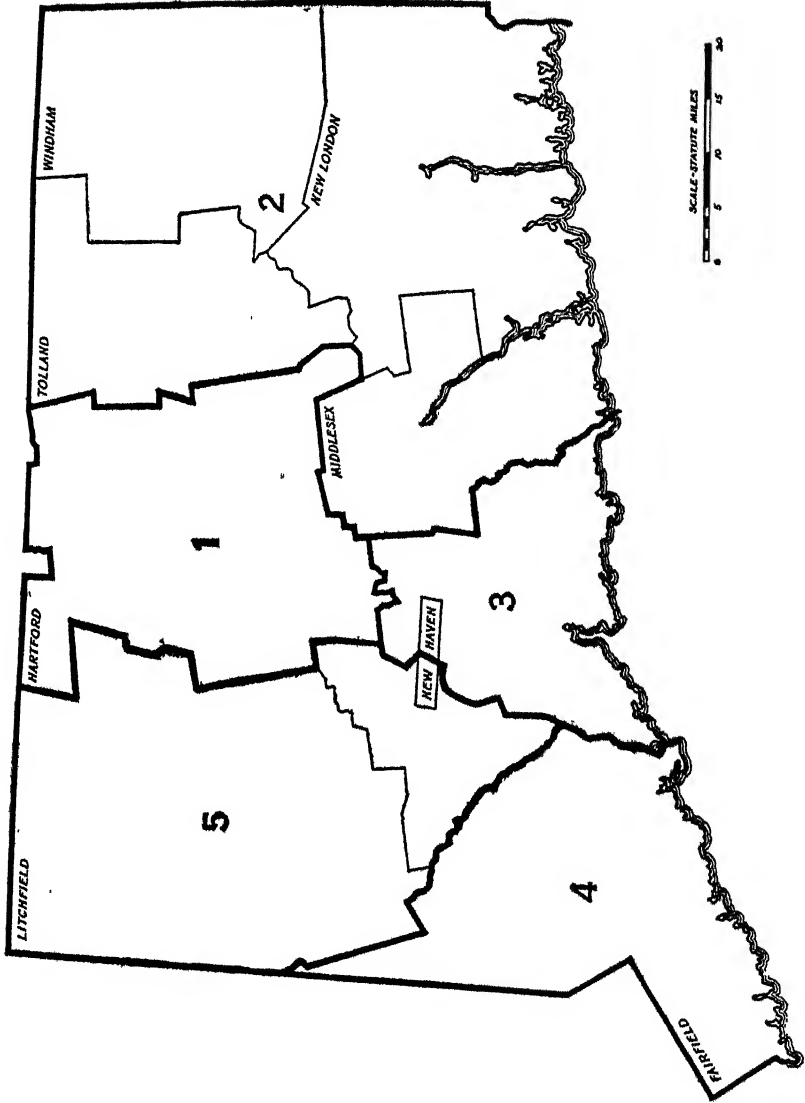 LITCHFIELD
HARTFORD
TOLLAND
WINDHAM
5
1
2
NEW LONDON
MIDDLESEX
NEW HAVEN
3
4
FAIRFIELD
SCALE-STATUTE MILES
0 5 10 15 20